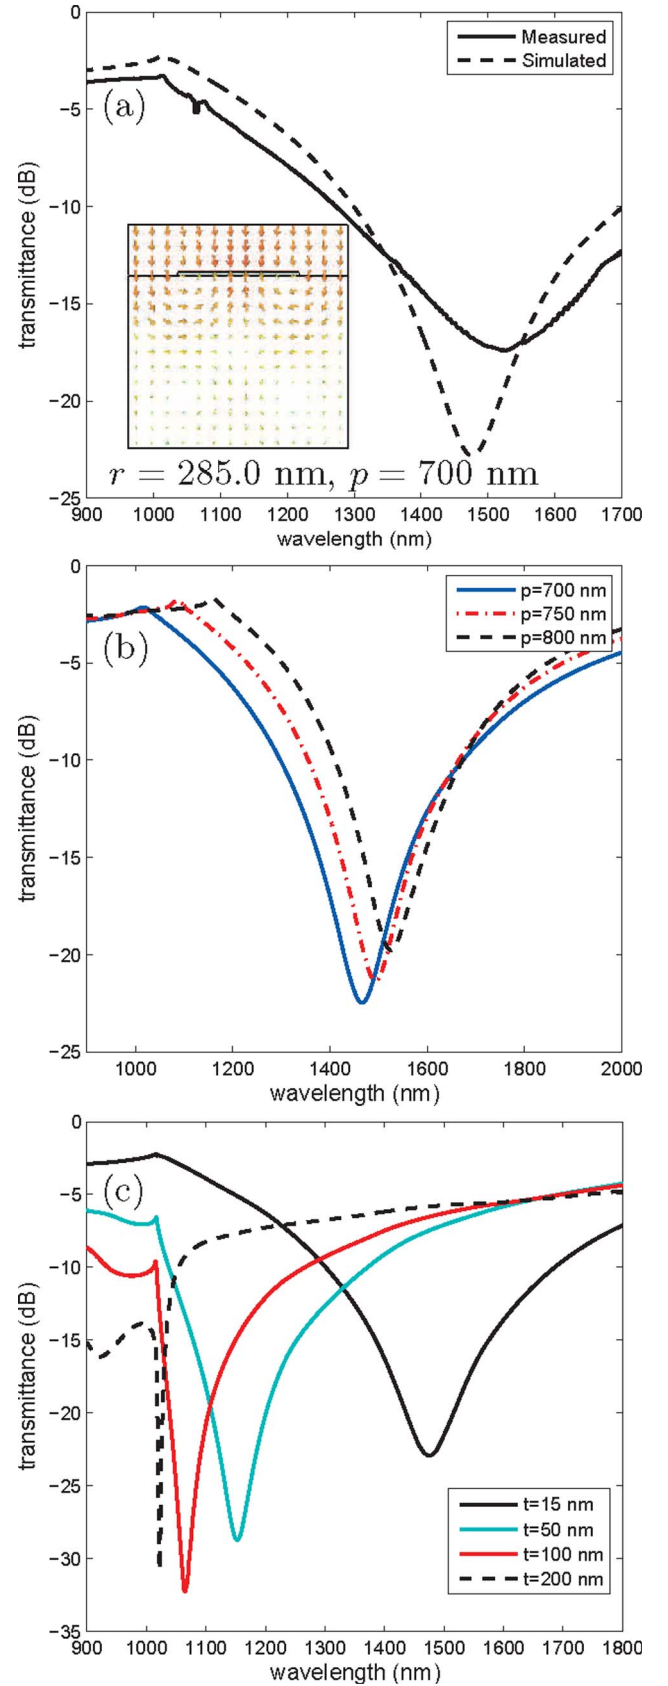 0
Measured
Simulated
(a)
−5
−10
−15
−20
−25
transmittance (dB)
r = 285.0 nm, p = 700 nm
900 1000 1100 1200 1300 1400 1500 1600 1700
wavelength (nm)
0
p=700 nm
p=750 nm
p=800 nm
(b)
−5
−10
−15
−20
−25
transmittance (dB)
1000 1200 1400 1600 1800 2000
wavelength (nm)
0
(c)
−5
−10
−15
−20
−25
−30
−35
transmittance (dB)
t=15 nm
t=50 nm
t=100 nm
t=200 nm
900 1000 1100 1200 1300 1400 1500 1600 1700 1800
wavelength (nm)